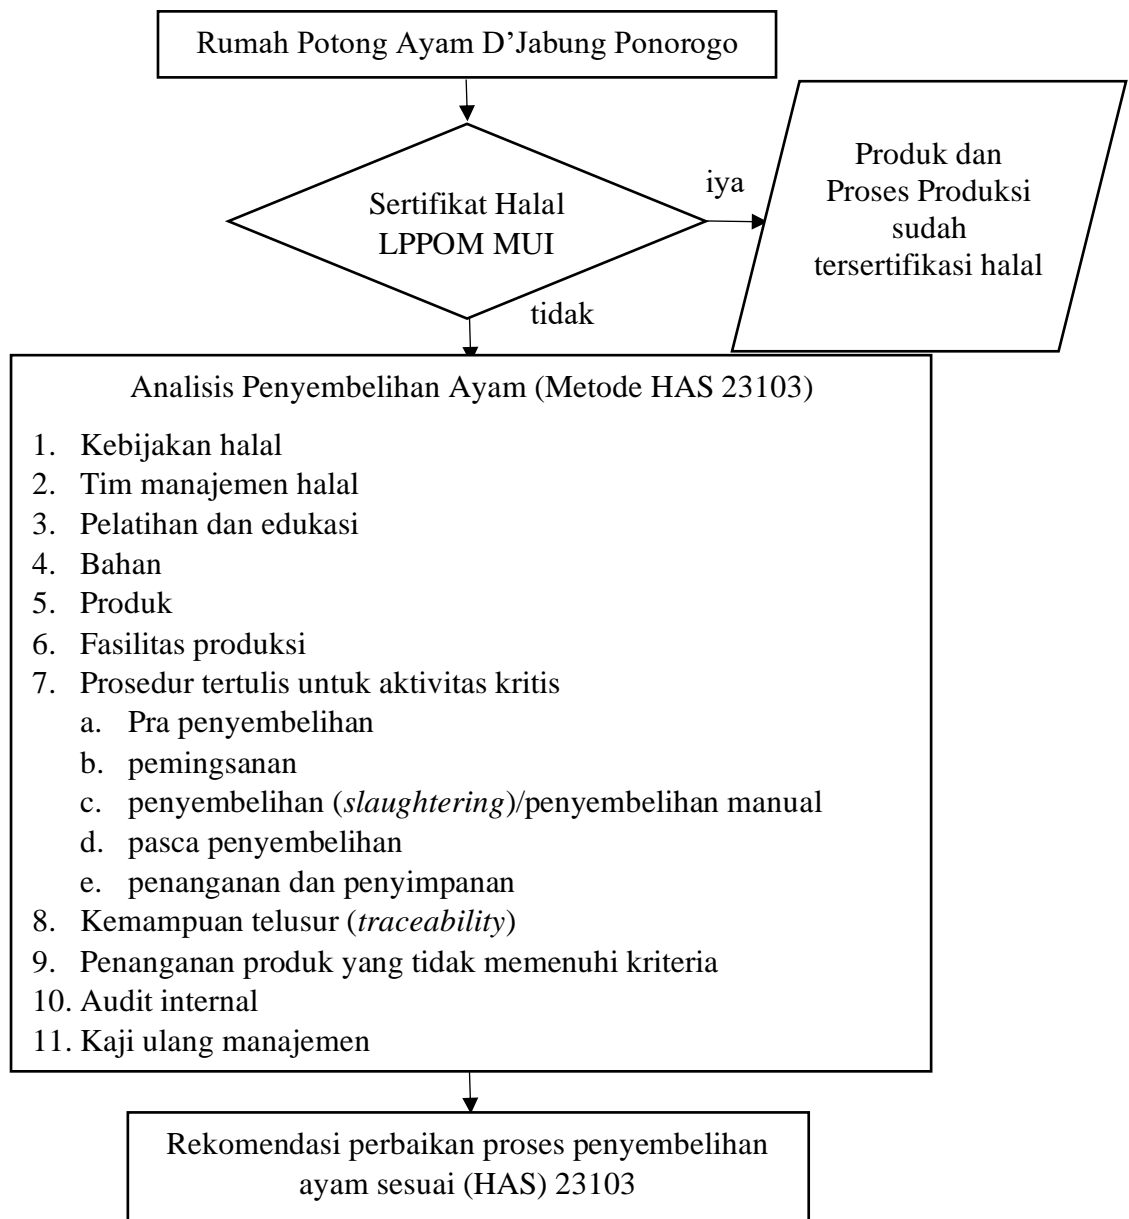 Rumah Potong Ayam D’Jabung Ponorogo
Sertifikat Halal
LPPOM MUI
iya
Produk dan
Proses Produksi
sudah
tersertifikasi halal
tidak
Analisis Penyembelihan Ayam (Metode HAS 23103)
1. Kebijakan halal
2. Tim manajemen halal
3. Pelatihan dan edukasi
4. Bahan
5. Produk
6. Fasilitas produksi
7. Prosedur tertulis untuk aktivitas kritis
a. Pra penyembelihan
b. pemingsanan
c. penyembelihan (slaughtering)/penyembelihan manual
d. pasca penyembelihan
e. penanganan dan penyimpanan
8. Kemampuan telusur (traceability)
9. Penanganan produk yang tidak memenuhi kriteria
10. Audit internal
11. Kaji ulang manajemen
Rekomendasi perbaikan proses penyembelihan
ayam sesuai (HAS) 23103